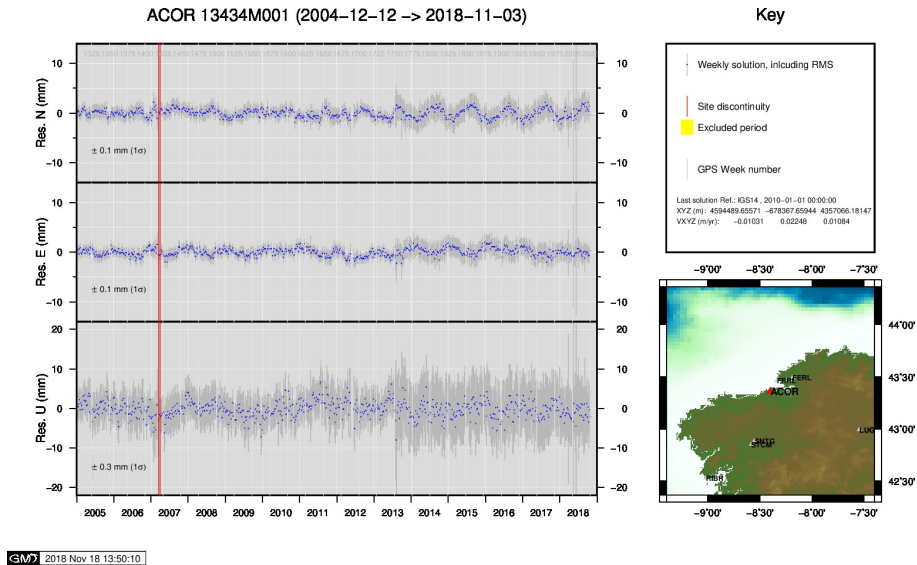 ACOR 13434M001 (2004−12−12 −> 2018−11−03)
Key
10
0
−10
Res. N (mm)
± 0.1 mm (1σ)
10
0
−10
10
0
−10
Res. E (mm)
± 0.1 mm (1σ)
10
0
−10
20
10
0
−10
−20
Res. U (mm)
± 0.3 mm (1σ)
20
10
0
−10
−20
2005 2006 2007 2008 2009 2010 2011 2012 2013 2014 2015 2016 2017 2018
Weekly solution, inlcuding RMS
Site discontinuity
Excluded period
GPS Week number
Last solution Ref.: IGS14 , 2010−01−01 00:00:00
XYZ (m): 4594489.65571 −678367.65944 4357066.18147
VXYZ (m/yr): −0.01031 0.02248 0.01084
−9˚00' −8˚30' −8˚00' −7˚30'
44˚00'
43˚30'
43˚00'
42˚30'
FERL
ACOR
LUG
SNTG
STCM
RIBR
−9˚00' −8˚30' −8˚00' −7˚30'
GMT 2018 Nov 18 13:50:10